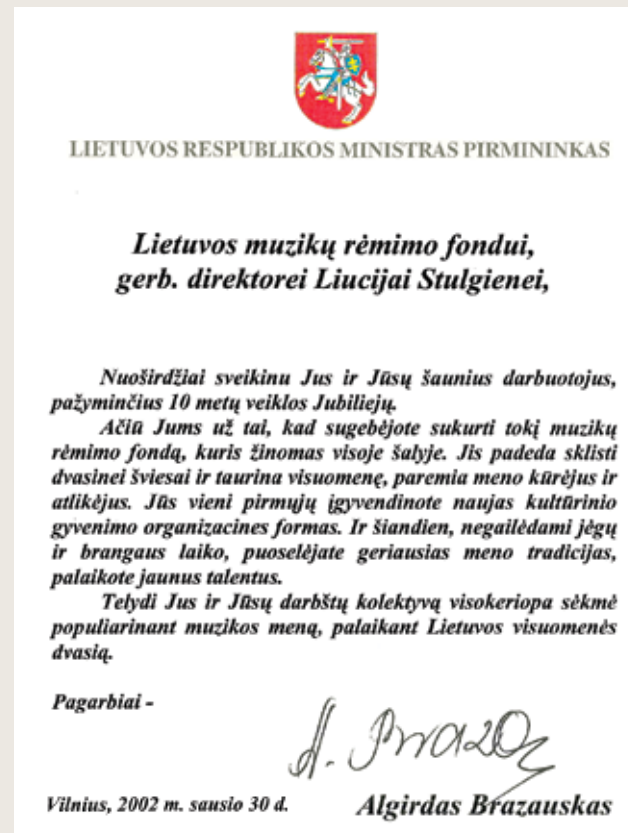 LIETUVOS RESPUBLIKOS MINISTRAS PIRMININKAS
Lietuvos muzikų rėmimo fondui,
gerb. direktorei Liucijai Stulgienei,
Nuoširdžiai sveikinu Jus ir Jūsų šaunius darbuotojus,
pažyminčius 10 metų veiklos Jubiliejų.
Ačiū Jums už tai, kad sugebėjote sukurti tokį muzikų
rėmimo fondą, kuris žinomas visoje šalyje. Jis padeda sklisti
dvasinei šviesai ir taurina visuomenę, paremia meno kūrėjus ir
atlikėjus. Jūs vieni pirmųjų įgyvendinote naujas kultūrinio
gyvenimo organizacines formas. Ir šiandien, negailėdami jėgų
ir brangaus laiko, puoselėjate geriausias meno tradicijas,
palaikote jaunus talentus.
Telydi Jus ir Jūsų darbštų kolektyvą visokeriopa sėkmė
populiarinant muzikos meną, palaikant Lietuvos visuomenės
dvasią.
Pagarbiai -
Vilnius, 2002 m. sausio 30 d. Algirdas Brazauskas